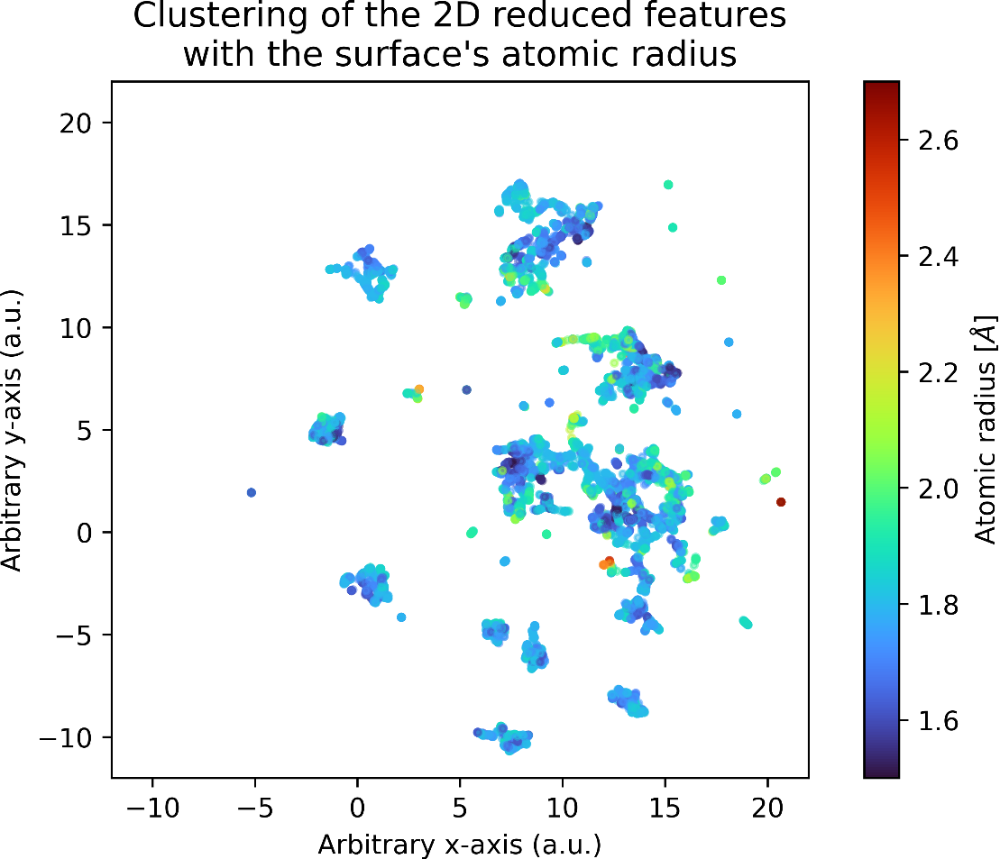 Clustering of the 2D reduced features
with the surface's atomic radius
20
15
10
5
0
−5
−10
Arbitrary y-axis (a.u.)
−10 −5 0 5 10 15 20
Arbitrary x-axis (a.u.)
2.6
2.4
2.2
2.0
1.8
1.6
Atomic radius [Å]